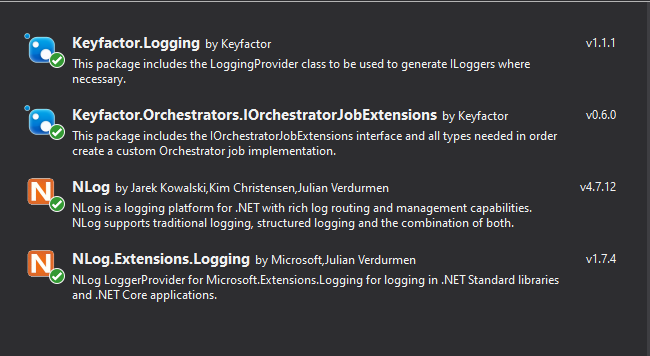 Keyfactor.Logging by Keyfactor v1.1.1
This package includes the LoggingProvider class to be used to generate ILoggers where
necessary.
Keyfactor.Orchestrators.IOrchestratorJobExtensions by Keyfactor v0.6.0
This package includes the IOrchestratorJobExtensions interface and all types needed in order
create a custom Orchestrator job implementation.
N
NLog by Jarek Kowalski,Kim Christensen,Julian Verdurmen v4.7.12
NLog is a logging platform for .NET with rich log routing and management capabilities.
NLog supports traditional logging, structured logging and the combination of both.
N
NLog.Extensions.Logging by Microsoft,Julian Verdurmen v1.7.4
NLog LoggerProvider for Microsoft.Extensions.Logging for logging in .NET Standard libraries
and .NET Core applications.